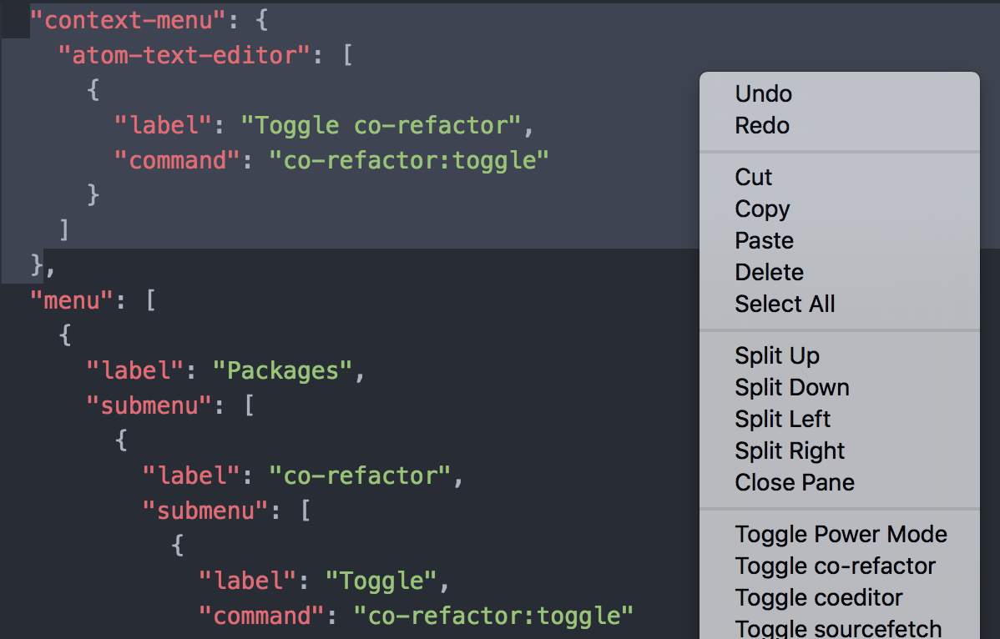 "context-menu": {
"atom-text-editor": [
{
"label": "Toggle co-refactor",
"command": "co-refactor:toggle"
}
]
},
"menu": [
{
"label": "Packages",
"submenu": [
{
"label": "co-refactor",
"submenu": [
{
"label": "Toggle",
"command": "co-refactor:toggle"
Undo
Redo
Cut
Copy
Paste
Delete
Select All
Split Up
Split Down
Split Left
Split Right
Close Pane
Toggle Power Mode
Toggle co-refactor
Toggle coeditor
Toggle sourcefetch